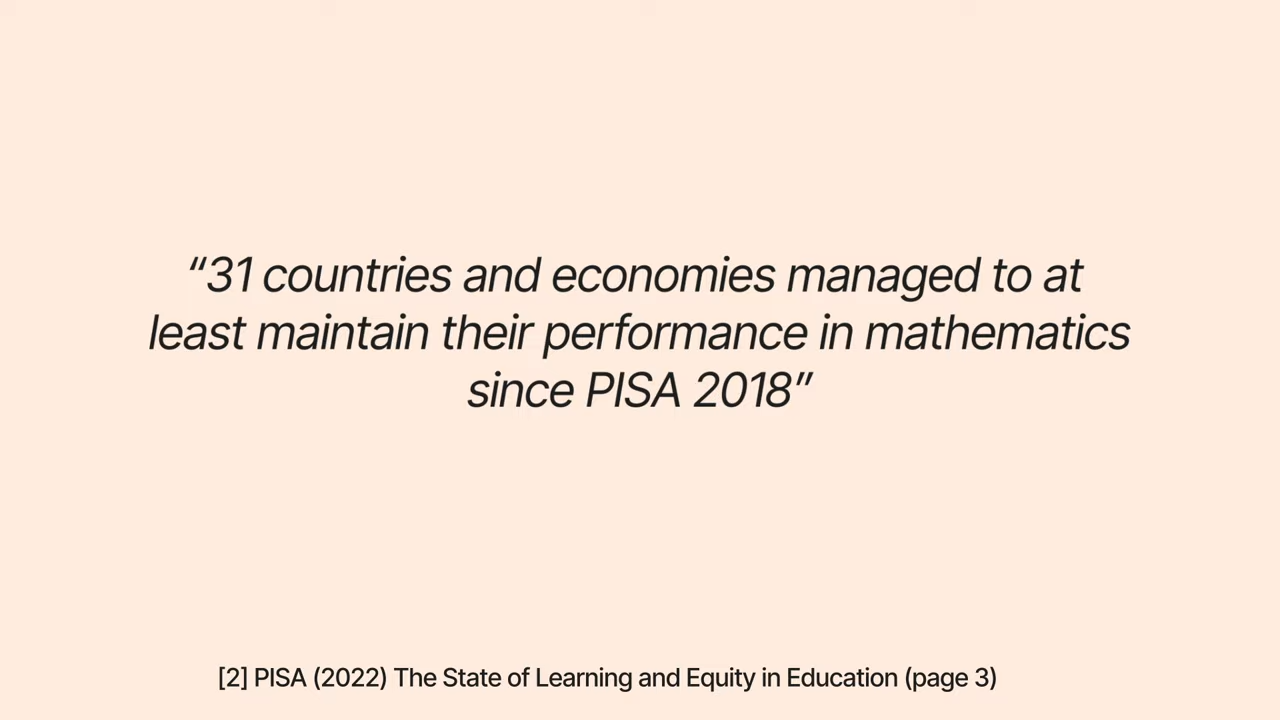 “31 countries and economies managed to at
least maintain their performance in mathematics
since PISA 2018”
[2] PISA (2022) The State of Learning and Equity in Education (page 3)